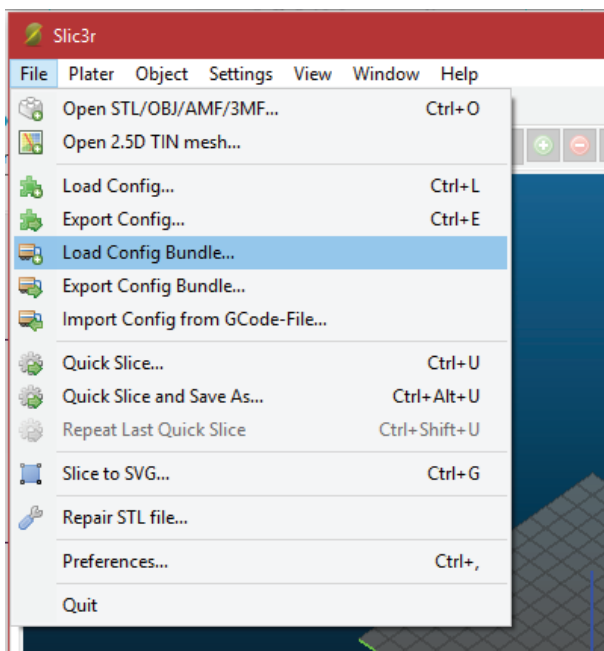 Slic3r
File Plater Object Settings View Window Help
Open STL/OBJ/AMF/3MF... Ctrl+O
Open 2.5D TIN mesh...
Load Config... Ctrl+L
Export Config... Ctrl+E
Load Config Bundle...
Export Config Bundle...
Import Config from GCode-File...
Quick Slice... Ctrl+U
Quick Slice and Save As... Ctrl+Alt+U
Repeat Last Quick Slice Ctrl+Shift+U
Slice to SVG... Ctrl+G
Repair STL file...
Preferences... Ctrl+,
Quit